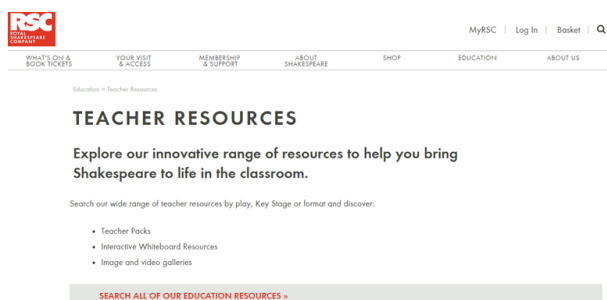 RSC
ROYAL
SHAKESPEARE
COMPANY
MyRSC | Log In | Basket |
WHAT'S ON &
BOOK TICKETS
YOUR VISIT
& ACCESS
MEMBERSHIP
& SUPPORT
ABOUT
SHAKESPEARE
SHOP
EDUCATION
ABOUT US
Education > Teacher Resources
TEACHER RESOURCES
Explore our innovative range of resources to help you bring
Shakespeare to life in the classroom.
Search our wide range of teacher resources by play, Key Stage or format and discover:
• Teacher Packs
• Interactive Whiteboard Resources
• Image and video galleries
SEARCH ALL OF OUR EDUCATION RESOURCES »